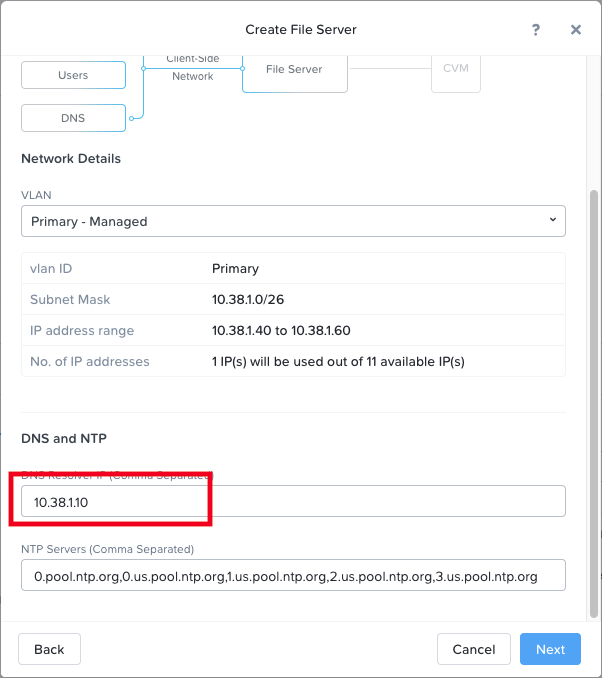 Create File Server
?
Client-Side
Users
Network
File Server
CVM
DNS
Network Details
VLAN
Primary - Managed
vlan ID Primary
Subnet Mask 10.38.1.0/26
IP address range 10.38.1.40 to 10.38.1.60
No. of IP addresses 1 IP(s) will be used out of 11 available IP(s)
DNS and NTP
DNS Resolver IP (Comma Separated)
10.38.1.10
NTP Servers (Comma Separated)
0.pool.ntp.org,0.us.pool.ntp.org,1.us.pool.ntp.org,2.us.pool.ntp.org,3.us.pool.ntp.org
Back
Cancel
Next